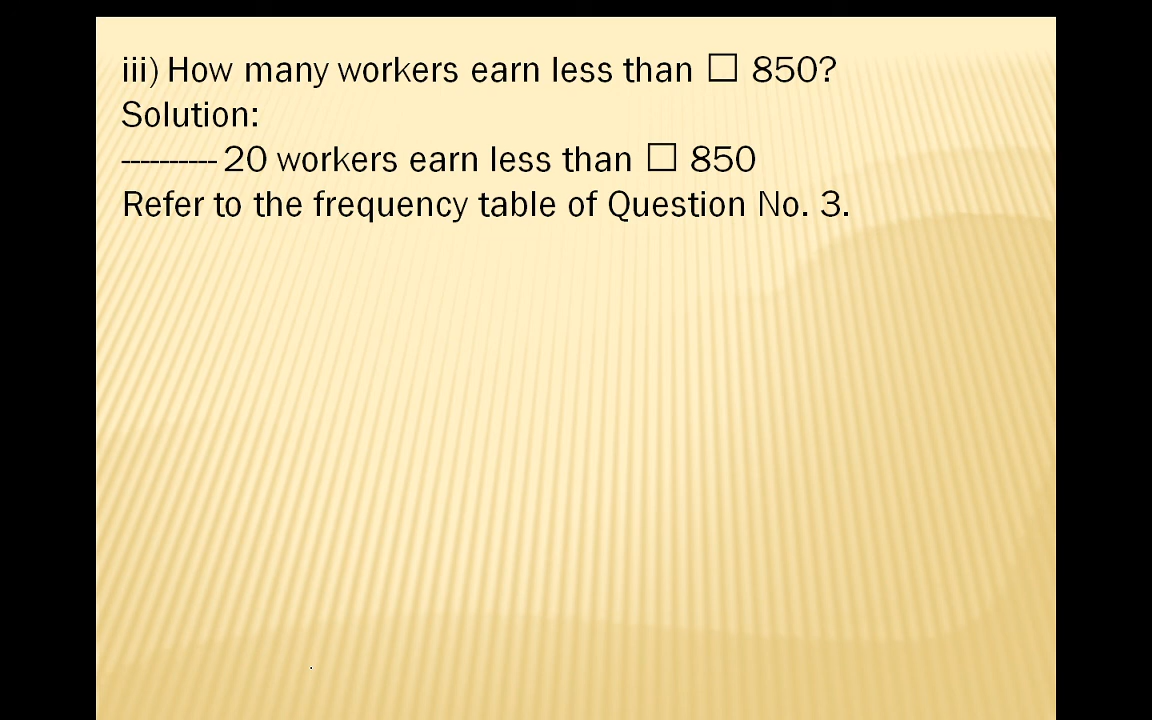 iii) How many workers earn less than □ 850?
Solution:
---------- 20 workers earn less than □ 850
Refer to the frequency table of Question No. 3.